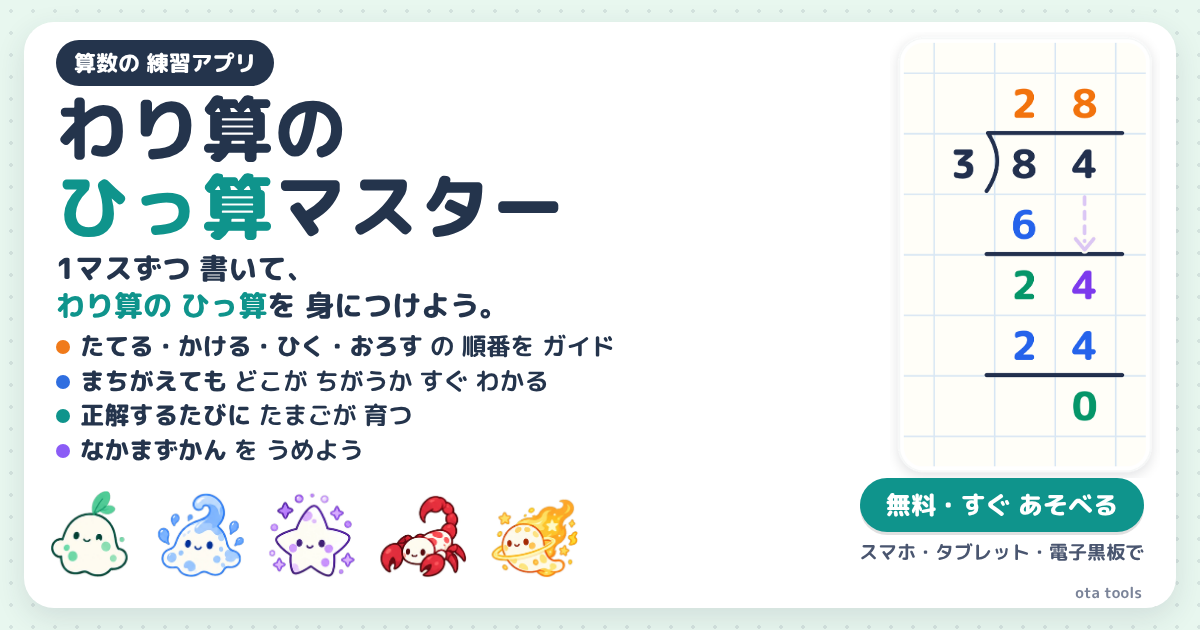 算数の 練習アプリ
わり算の
ひっ算マスター
1マスずつ 書いて、
わり算の ひっ算を 身につけよう。
たてる・かける・ひく・おろす の 順番を ガイド
まちがえても どこが ちがうか すぐ わかる
正解するたびに たまごが 育つ
なかまずかん を うめよう
2 8
3 8 4
6
2 4
2 4
0
無料・すぐ あそべる
スマホ・タブレット・電子黒板で
ota tools